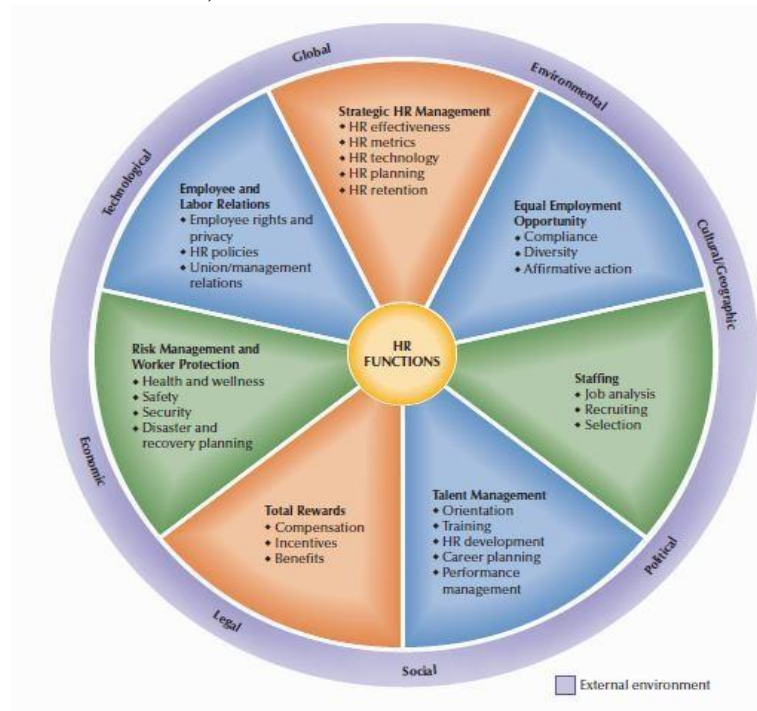 Global
Environmental
Cultural/Geographic
Political
Social
Legal
Economic
Technological
Strategic HR Management
◆ HR effectiveness
◆ HR metrics
◆ HR technology
◆ HR planning
◆ HR retention
Equal Employment
Opportunity
◆ Compliance
◆ Diversity
◆ Affirmative action
Staffing
◆ Job analysis
◆ Recruiting
◆ Selection
Talent Management
◆ Orientation
◆ Training
◆ HR development
◆ Career planning
◆ Performance
management
Total Rewards
◆ Compensation
◆ Incentives
◆ Benefits
Risk Management and
Worker Protection
◆ Health and wellness
◆ Safety
◆ Security
◆ Disaster and
recovery planning
Employee and
Labor Relations
◆ Employee rights and
privacy
◆ HR policies
◆ Union/management
relations
HR
FUNCTIONS
External environment